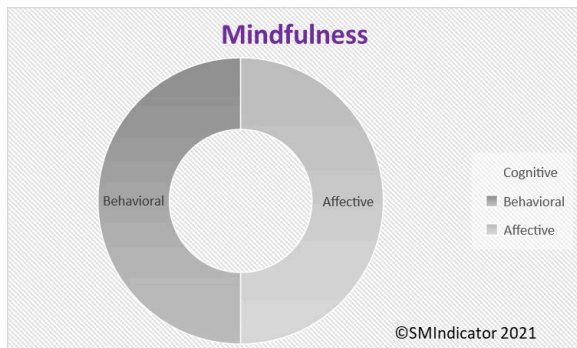 Mindfulness
Behavioral
Affective
Cognitive
Behavioral
Affective
©SMIndicator 2021